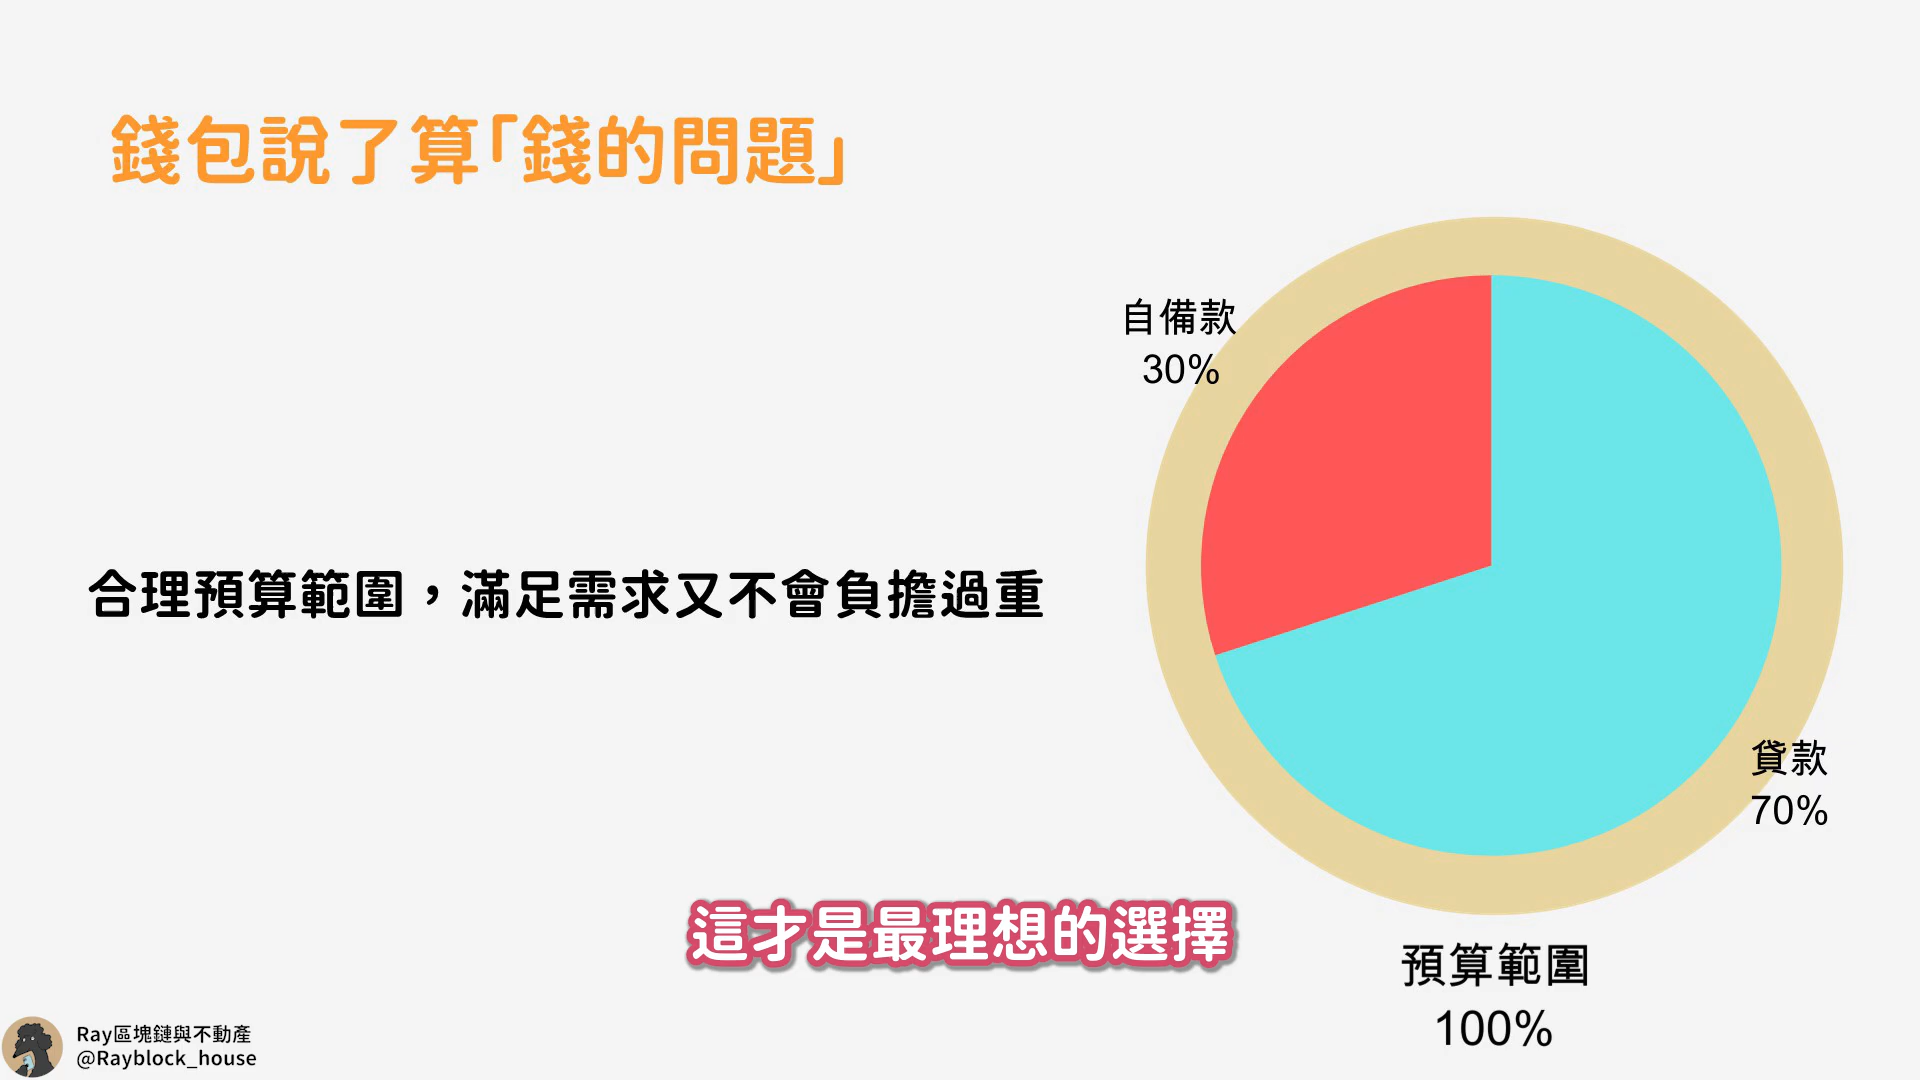 錢包說了算「錢的問題」
自備款
30%
合理預算範圍，滿足需求又不會負擔過重
貸款
70%
這才是最理想的選擇
預算範圍
100%
Ray區塊鏈與不動產
@Rayblock_house